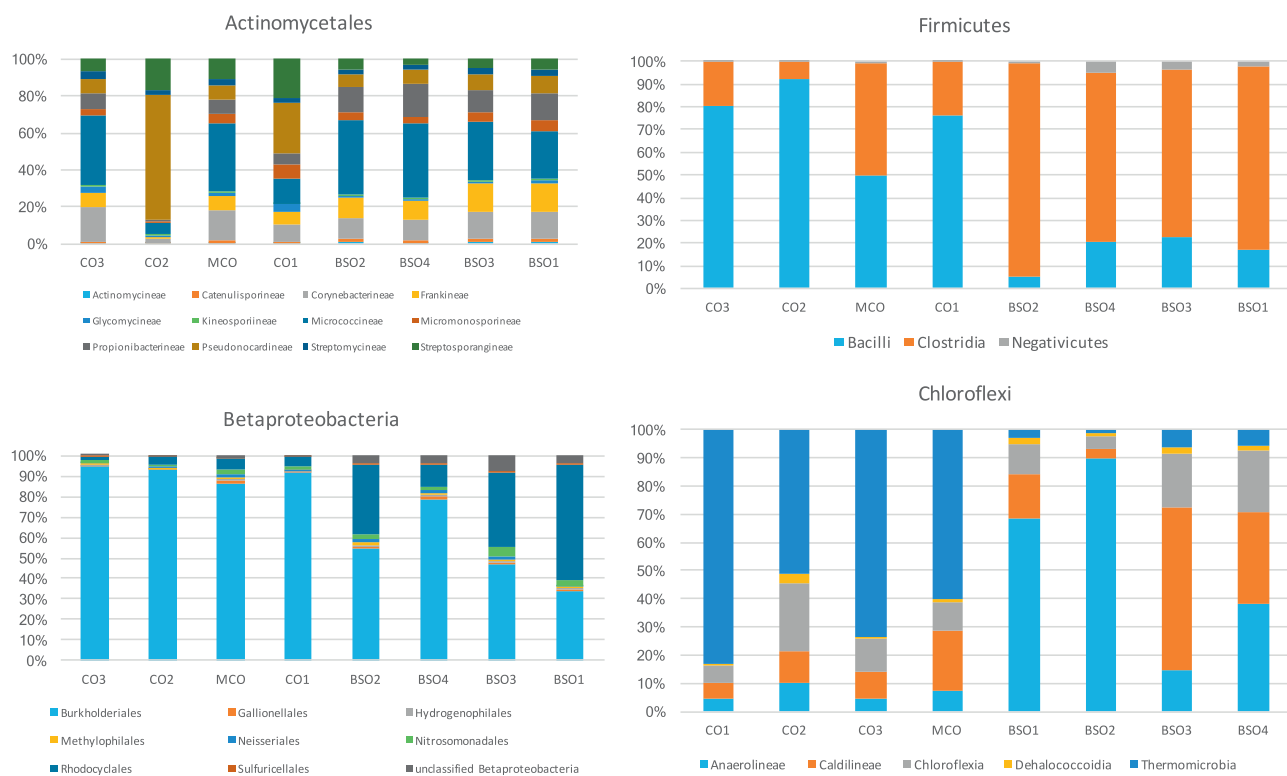 Actinomycetales
100%
80%
60%
40%
20%
0%
CO3 CO2 MCO CO1 BSO2 BSO4 BSO3 BSO1
Actinomycineae Catenulisporineae Corynebacterineae Frankineae
Glycomycineae Kineosporiineae Micrococcineae Micromonosporineae
Propionibacterineae Pseudonocardineae Streptomycineae Streptosporangineae
Firmicutes
100%
90%
80%
70%
60%
50%
40%
30%
20%
10%
0%
CO3 CO2 MCO CO1 BSO2 BSO4 BSO3 BSO1
Bacilli Clostridia Negativicutes
Betaproteobacteria
100%
90%
80%
70%
60%
50%
40%
30%
20%
10%
0%
CO3 CO2 MCO CO1 BSO2 BSO4 BSO3 BSO1
Burkholderiales Gallionellales Hydrogenophilales
Methylophilales Neisseriales Nitrosomonadales
Rhodocyclales Sulfuricellales unclassified Betaproteobacteria
Chloroflexi
100%
90%
80%
70%
60%
50%
40%
30%
20%
10%
0%
CO1 CO2 CO3 MCO BSO1 BSO2 BSO3 BSO4
Anaerolineae Caldilineae Chloroflexia Dehalococcoidia Thermomicrobia